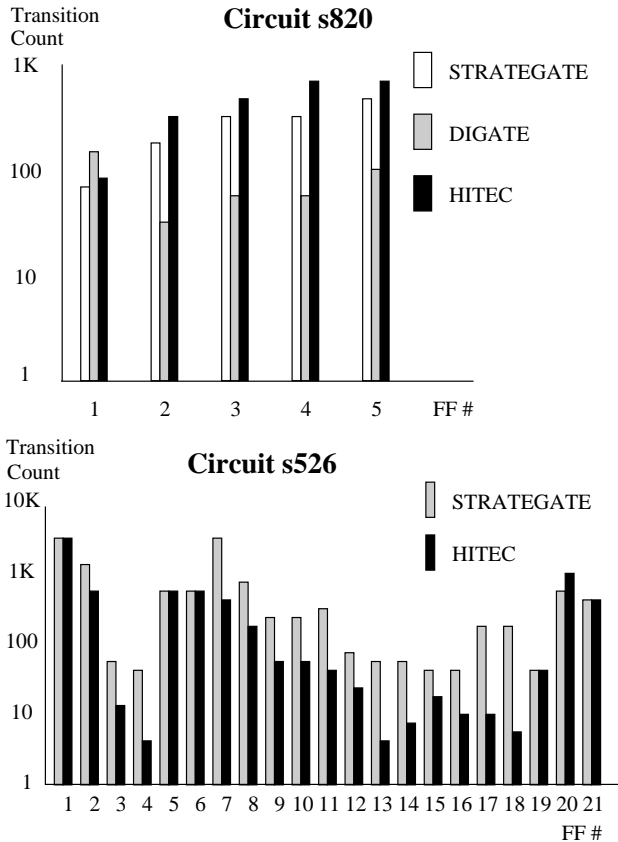 Transition
Count
Circuit s820
1K
100
10
1
STRATEGATE
DIGATE
HITEC
1 2 3 4 5 FF #
Transition
Count
Circuit s526
10K
1K
100
10
1
STRATEGATE
HITEC
1 2 3 4 5 6 7 8 9 10 11 12 13 14 15 16 17 18 19 20 21
FF #